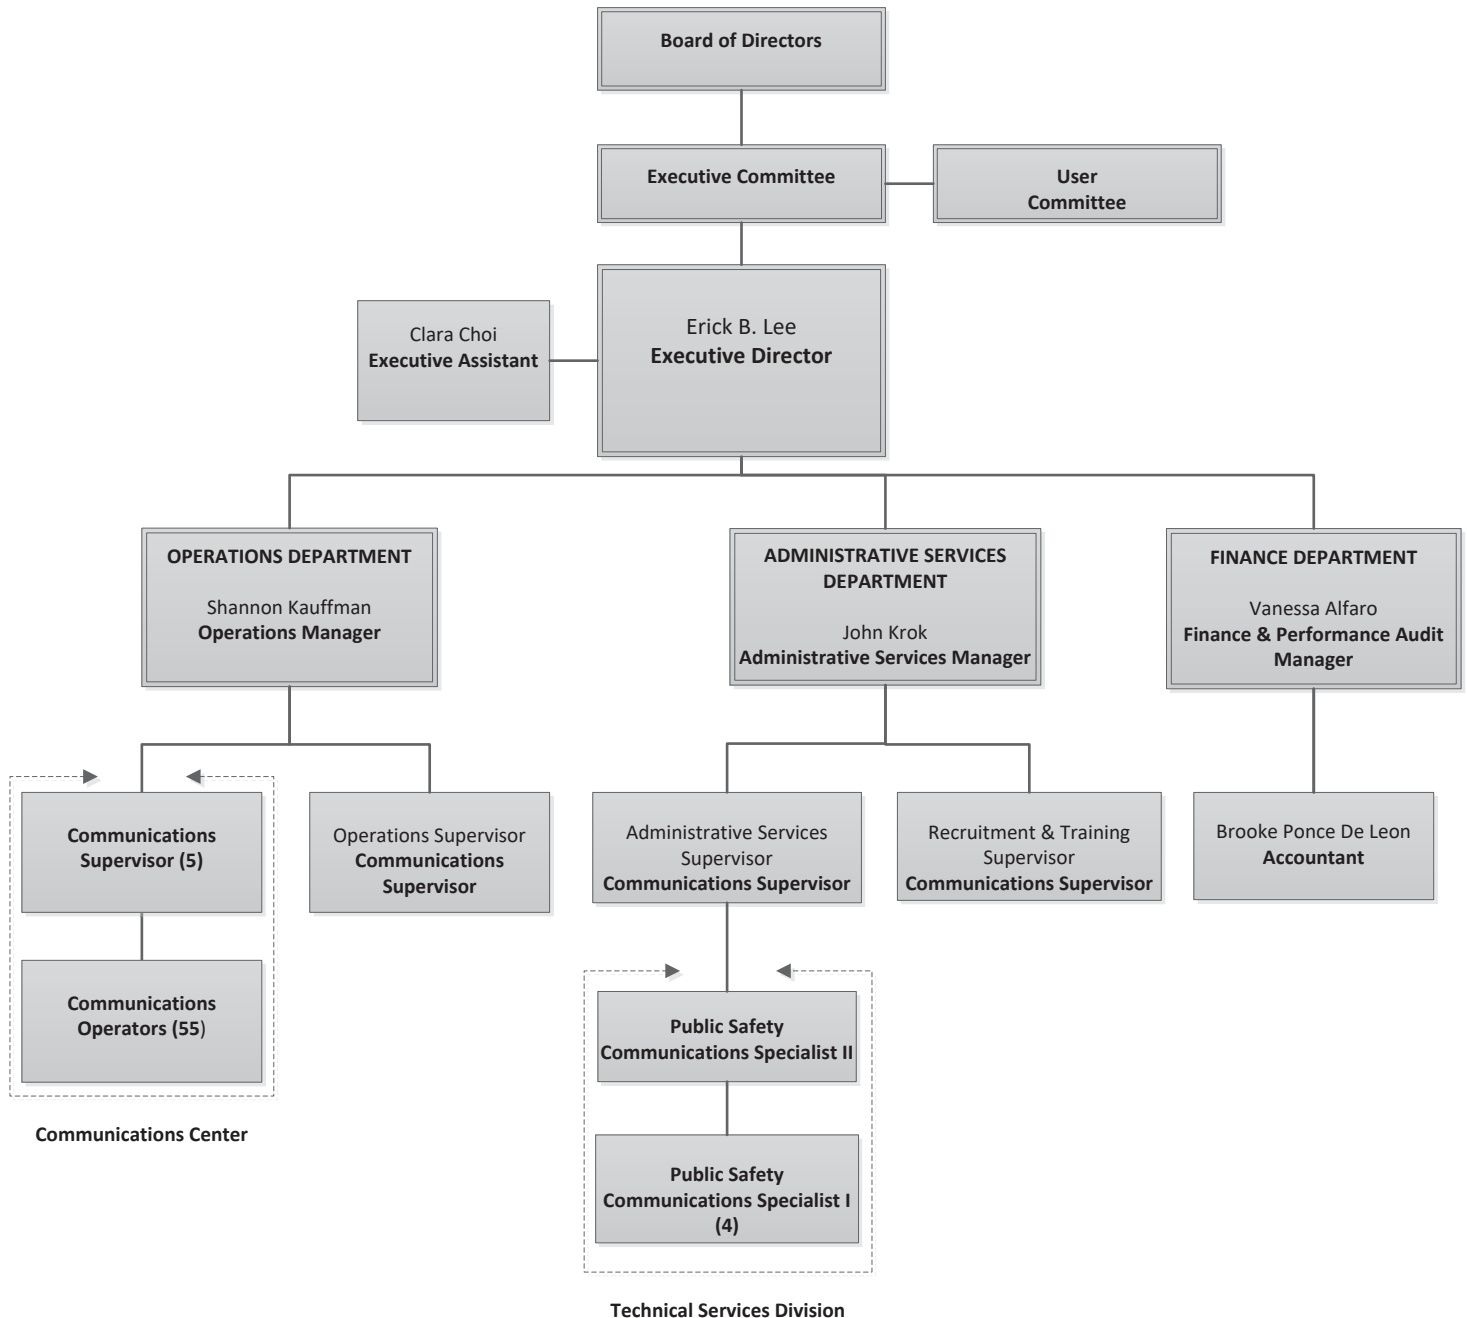 Board of Directors
Executive Committee
User
Committee
Clara Choi
Executive Assistant
Erick B. Lee
Executive Director
OPERATIONS DEPARTMENT
Shannon Kauffman
Operations Manager
ADMINISTRATIVE SERVICES
DEPARTMENT
John Krok
Administrative Services Manager
FINANCE DEPARTMENT
Vanessa Alfaro
Finance & Performance Audit
Manager
Communications
Supervisor (5)
Operations Supervisor
Communications
Supervisor
Administrative Services
Supervisor
Communications Supervisor
Recruitment & Training
Supervisor
Communications Supervisor
Brooke Ponce De Leon
Accountant
Communications
Operators (55)
Communications Center
Public Safety
Communications Specialist II
Public Safety
Communications Specialist I
(4)
Technical Services Division